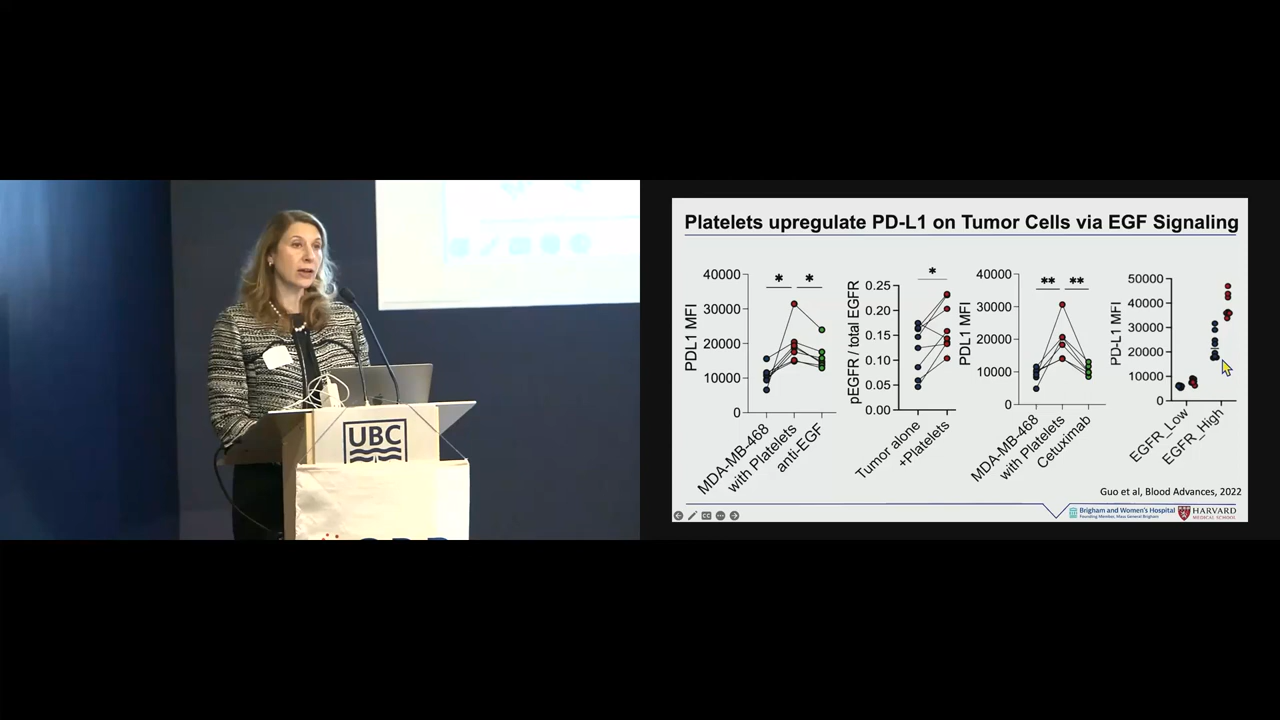 Platelets upregulate PD-L1 on Tumor Cells via EGF Signaling
PDL1 MFI
40000
30000
20000
10000
0
* *
MDA-MB-468
with Platelets
anti-EGF
pEGFR / total EGFR
0.25
0.20
0.15
0.10
0.05
0.00
*
Tumor alone
+Platelets
PDL1 MFI
40000
30000
20000
10000
0
** **
MDA-MB-468
with Platelets
Cetuximab
PD-L1 MFI
50000
40000
30000
20000
10000
0
EGFR_Low
EGFR_High
Guo et al, Blood Advances, 2022
Brigham and Women's Hospital
Founding Member, Mass General Brigham
HARVARD
MEDICAL SCHOOL
CC
UBC